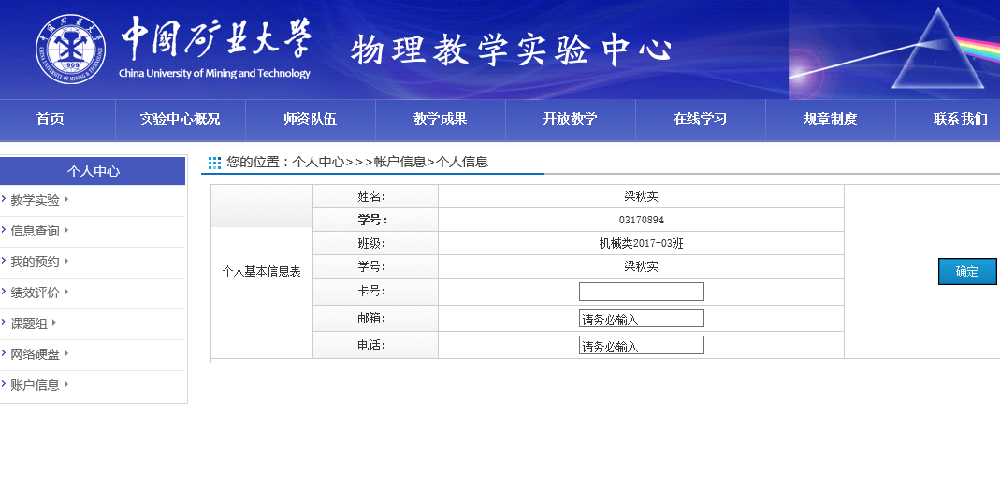 中国矿业大学
China University of Mining and Technology
1909
物理教学实验中心
首页 实验中心概况 师资队伍 教学成果 开放教学 在线学习 规章制度 联系我们
个人中心
教学实验
信息查询
我的预约
绩效评价
课题组
网络硬盘
账户信息
您的位置：个人中心>>>帐户信息>个人信息
个人基本信息表
姓名： 梁秋实
学号： 03170894
班级： 机械类2017-03班
学号： 梁秋实
卡号：
邮箱： 请务必输入
电话： 请务必输入
确定